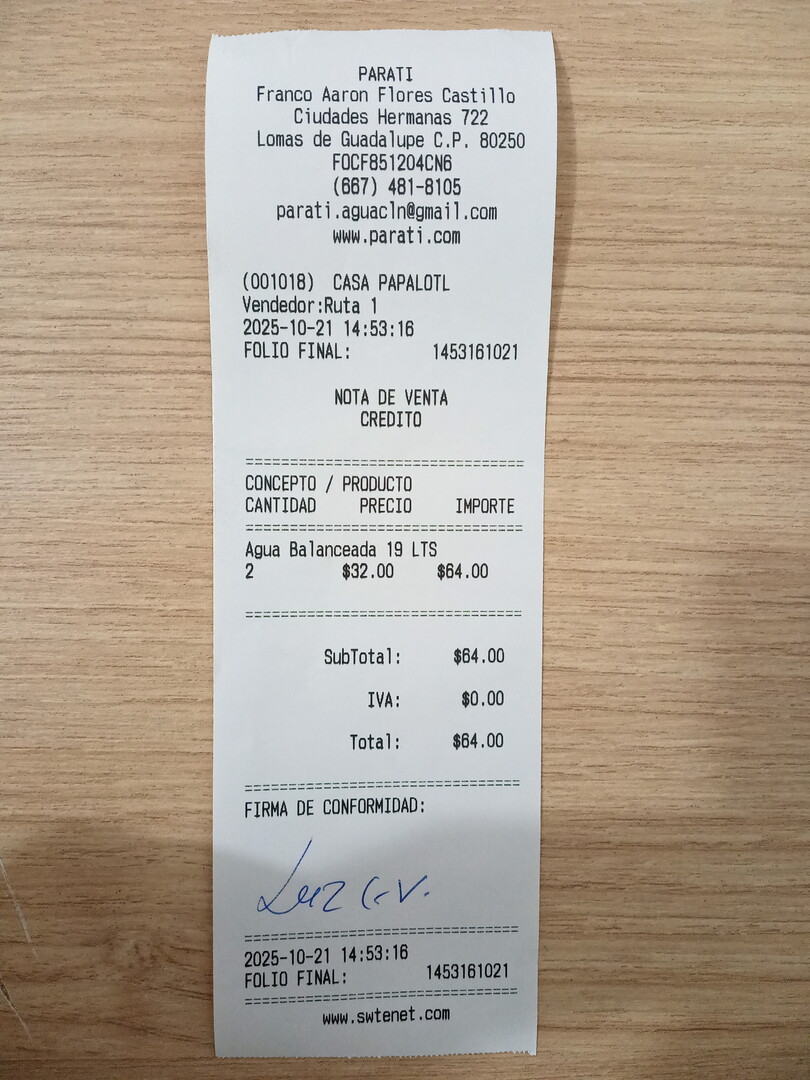 PARATI
Franco Aaron Flores Castillo
Ciudades Hermanas 722
Lomas de Guadalupe C.P. 80250
FOCF851204CN6
(667) 481-8105
parati.aguacln@gmail.com
www.parati.com
(001018) CASA PAPALOTL
Vendedor:Ruta 1
2025-10-21 14:53:16
FOLIO FINAL: 1453161021
NOTA DE VENTA
CREDITO
CONCEPTO / PRODUCTO
CANTIDAD PRECIO IMPORTE
Agua Balanceada 19 LTS
2 $32.00 $64.00
SubTotal: $64.00
IVA: $0.00
Total: $64.00
FIRMA DE CONFORMIDAD:
Luz C.V.
2025-10-21 14:53:16
FOLIO FINAL: 1453161021
www.swtenet.com